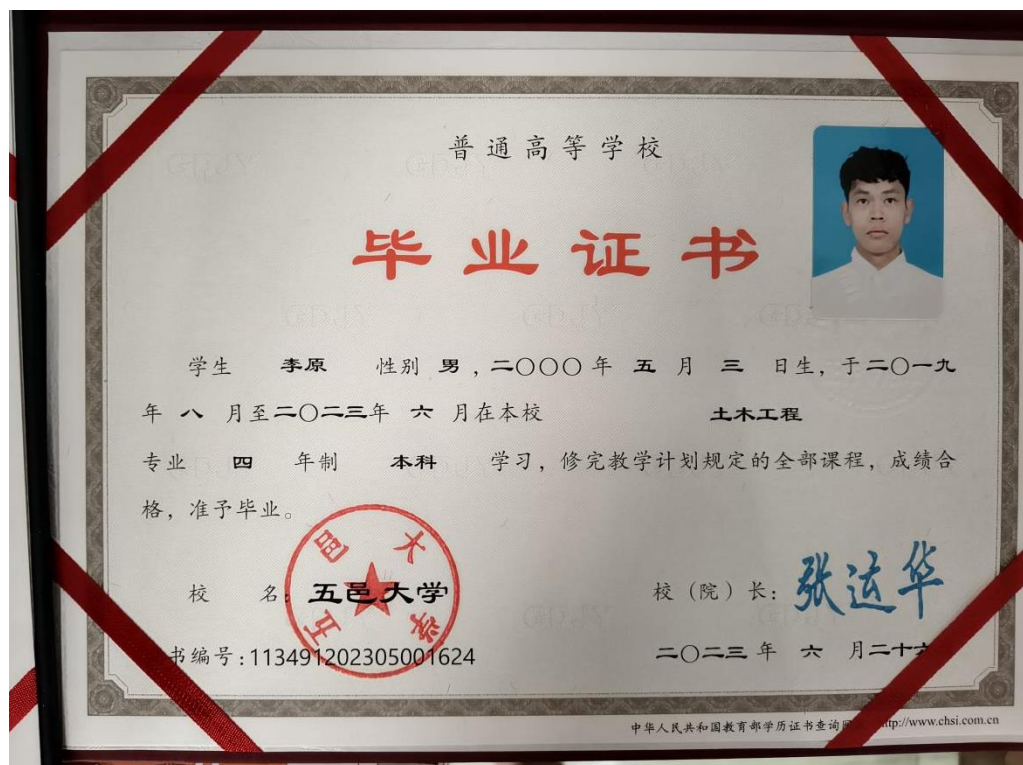 普通高等学校
毕业证书
学生 李原 性别 男，二〇〇〇年 五 月 三 日生，于二〇一九
年 八 月至二〇二三年 六 月在本校 土木工程
专业 四 年制 本科 学习，修完教学计划规定的全部课程，成绩合
格，准予毕业。
五邑大学
校 名：五邑大学
校（院）长：张运华
书编号：113491202305001624
二〇二三年 六 月二十六
中华人民共和国教育部学历证书查询网 http://www.chsi.com.cn